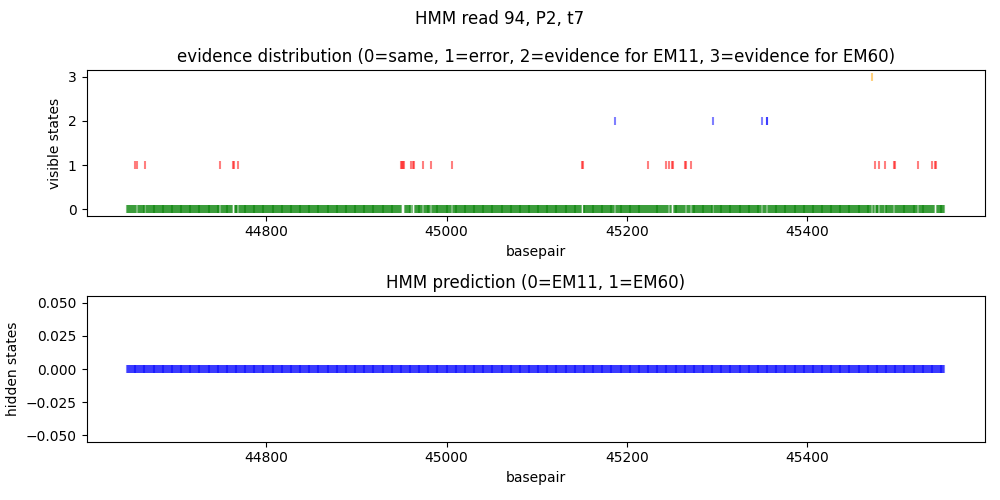 HMM read 94, P2, t7
evidence distribution (0=same, 1=error, 2=evidence for EM11, 3=evidence for EM60)
visible states
3
2
1
0
44800 45000 45200 45400
basepair
HMM prediction (0=EM11, 1=EM60)
hidden states
0.050
0.025
0.000
−0.025
−0.050
44800 45000 45200 45400
basepair